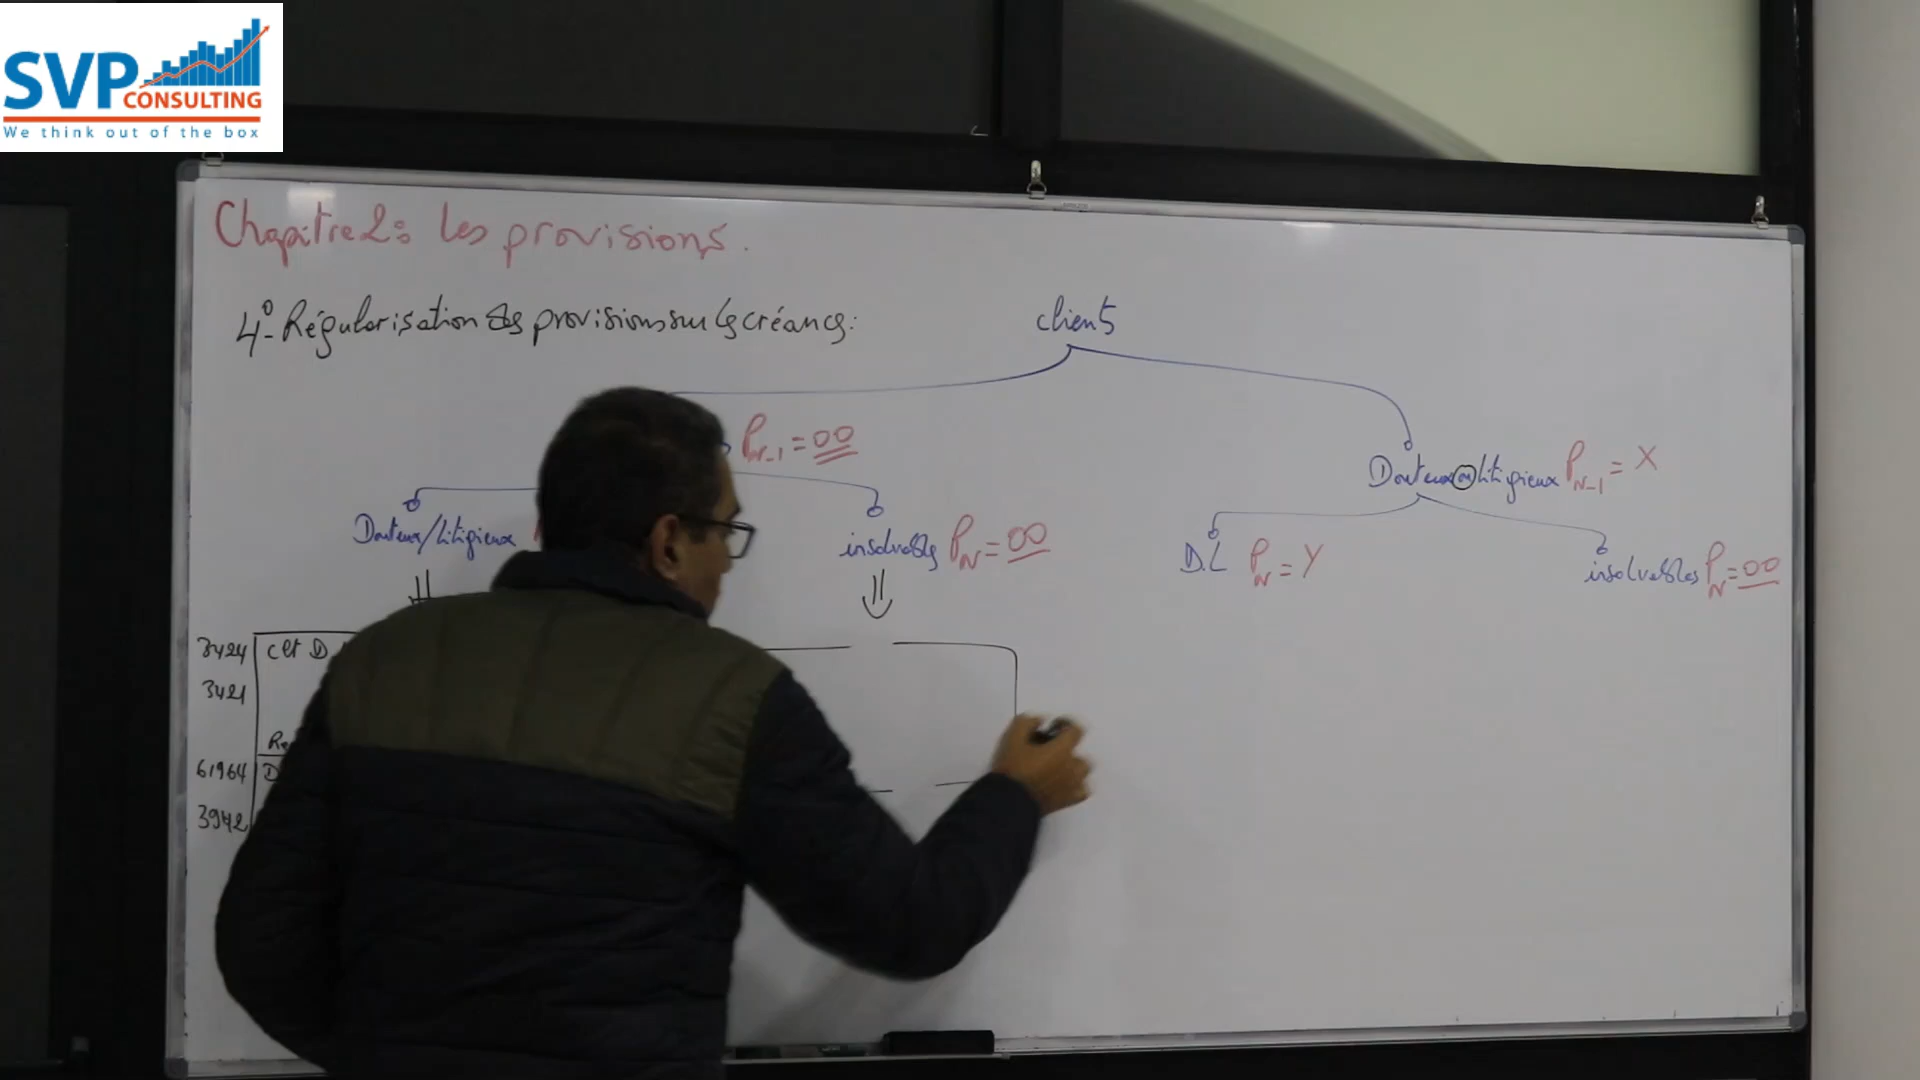 SVP
CONSULTING
We think out of the box
Chapitre 2: Les provisions.
4°- Régularisation des provisions sur les créances:
clients
P N-1 = 00
Douteux ou Litigieux P N-1 = X
Douteux/Litigieux
insolvables P N = 00
D.L P N = Y
insolvables P N = 00
3424 clt D
3421
61964 D
3942